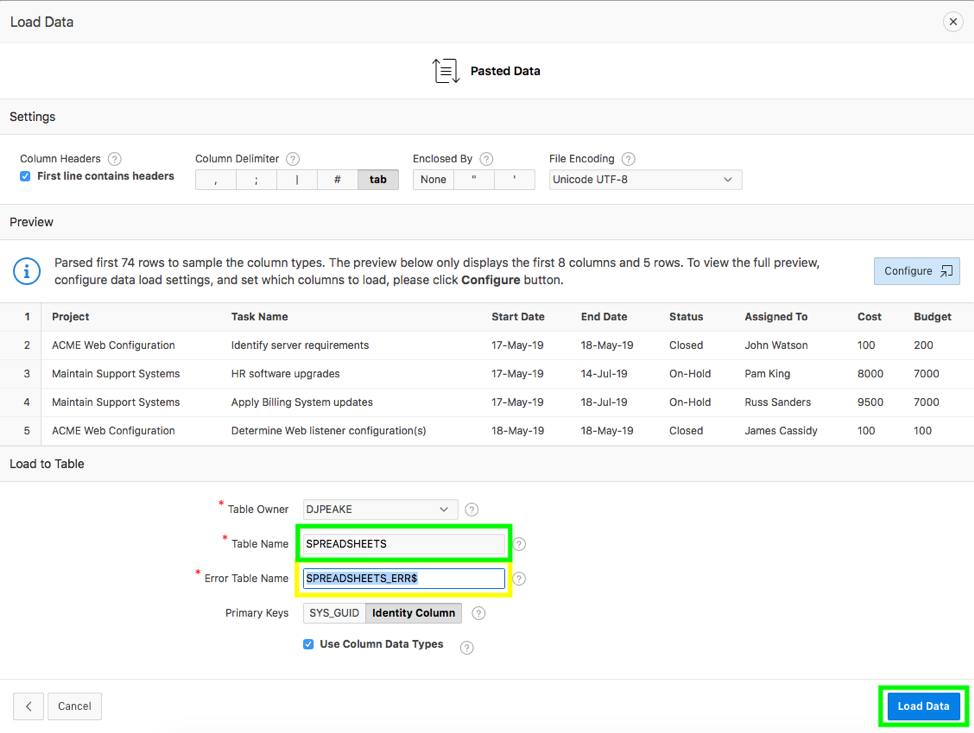 Load Data
Pasted Data
Settings
Column Headers ?
First line contains headers
Column Delimiter ?
, ; | # tab
Enclosed By ?
None " '
File Encoding ?
Unicode UTF-8
Preview
i
Parsed first 74 rows to sample the column types. The preview below only displays the first 8 columns and 5 rows. To view the full preview,
configure data load settings, and set which columns to load, please click Configure button.
Configure
1 Project Task Name Start Date End Date Status Assigned To Cost Budget
2 ACME Web Configuration Identify server requirements 17-May-19 18-May-19 Closed John Watson 100 200
3 Maintain Support Systems HR software upgrades 17-May-19 14-Jul-19 On-Hold Pam King 8000 7000
4 Maintain Support Systems Apply Billing System updates 17-May-19 18-Jul-19 On-Hold Russ Sanders 9500 7000
5 ACME Web Configuration Determine Web listener configuration(s) 18-May-19 18-May-19 Closed James Cassidy 100 100
Load to Table
* Table Owner DJPEAKE ?
* Table Name SPREADSHEETS ?
* Error Table Name SPREADSHEETS_ERR$ ?
Primary Keys SYS_GUID Identity Column ?
Use Column Data Types ?
< Cancel Load Data